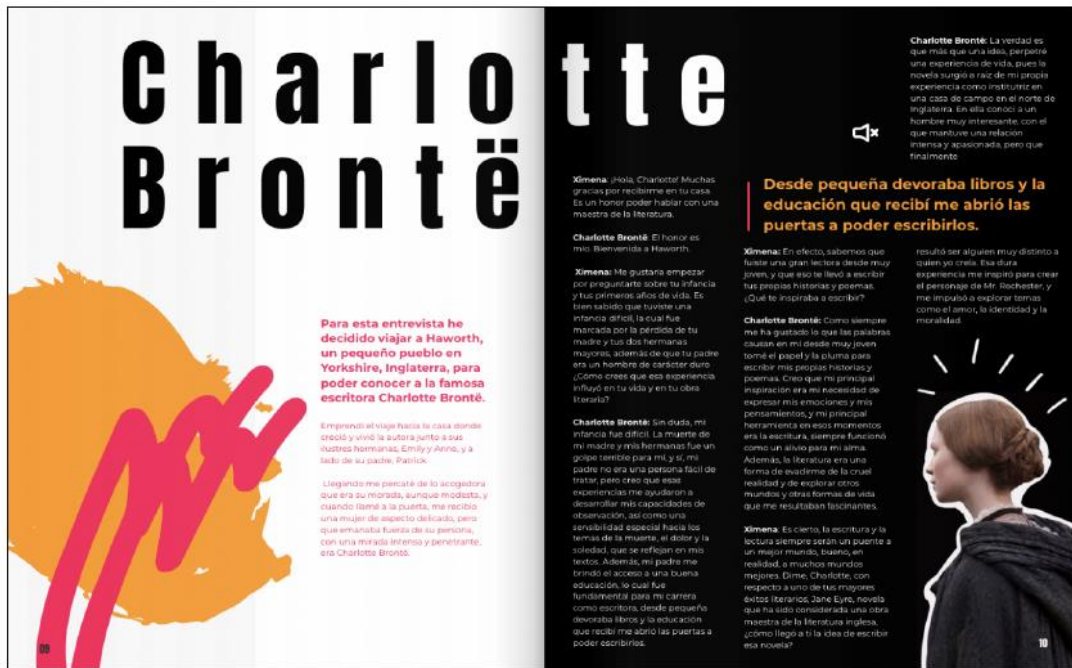 Charlotte
Brontë
Para esta entrevista he
decidido viajar a Haworth,
un pequeño pueblo en
Yorkshire, Inglaterra, para
poder conocer a la famosa
escritora Charlotte Brontë.
Emprendí el viaje hacia la casa donde
creció y vivió la autora junto a sus
ilustres hermanas, Emily y Anne, y a
lado de su padre, Patrick.
Llegando me percaté de lo acogedora
que era su morada, aunque modesta, y
cuando llamé a la puerta, me recibió
una mujer de aspecto delicado, pero
que emanaba fuerza de su persona,
con una mirada intensa y penetrante,
era Charlotte Brontë.
09
Ximena: ¡Hola, Charlotte! Muchas
gracias por recibirme en tu casa.
Es un honor poder hablar con una
maestra de la literatura.
Charlotte Brontë: El honor es
mío. Bienvenida a Haworth.
Ximena: Me gustaría empezar
por preguntarte sobre tu infancia
y tus primeros años de vida. Es
bien sabido que tuviste una
infancia difícil, la cual fue
marcada por la pérdida de tu
madre y tus dos hermanas
mayores, además de que tu padre
era un hombre de carácter duro
¿Cómo crees que esa experiencia
influyó en tu vida y en tu obra
literaria?
Charlotte Brontë: Sin duda, mi
infancia fue difícil. La muerte de
mi madre y mis hermanas fue un
golpe terrible para mí, y sí, mi
padre no era una persona fácil de
tratar, pero creo que esas
experiencias me ayudaron a
desarrollar mis capacidades de
observación, así como una
sensibilidad especial hacia los
temas de la muerte, el dolor y la
soledad, que se reflejan en mis
textos. Además, mi padre me
brindó el acceso a una buena
educación, lo cual fue
fundamental para mi carrera
como escritora, desde pequeña
devoraba libros y la educación
que recibí me abrió las puertas a
poder escribirlos.
Desde pequeña devoraba libros y la
educación que recibí me abrió las
puertas a poder escribirlos.
Ximena: En efecto, sabemos que
fuiste una gran lectora desde muy
joven, y que eso te llevó a escribir
tus propias historias y poemas.
¿Qué te inspiraba a escribir?
Charlotte Brontë: Como siempre
me ha gustado lo que las palabras
causan en mí desde muy joven
tomé el papel y la pluma para
escribir mis propias historias y
poemas. Creo que mi principal
inspiración era mi necesidad de
expresar mis emociones y mis
pensamientos, y mi principal
herramienta en esos momentos
era la escritura, siempre funcionó
como un alivio para mi alma.
Además, la literatura era una
forma de evadirme de la cruel
realidad y de explorar otros
mundos y otras formas de vida
que me resultaban fascinantes.
Ximena: Es cierto, la escritura y la
lectura siempre serán un puente a
un mejor mundo, bueno, en
realidad, a muchos mundos
mejores. Dime, Charlotte, con
respecto a uno de tus mayores
éxitos literarios, Jane Eyre, novela
que ha sido considerada una obra
maestra de la literatura inglesa,
¿cómo llegó a ti la idea de escribir
esa novela?
Charlotte Brontë: La verdad es
que más que una idea, perpetré
una experiencia de vida, pues la
novela surgió a raíz de mi propia
experiencia como institutriz en
una casa de campo en el norte de
Inglaterra. En ella conocí a un
hombre muy interesante, con el
que mantuve una relación
intensa y apasionada, pero que
finalmente
resultó ser alguien muy distinto a
quien yo creía. Esa dura
experiencia me inspiró para crear
el personaje de Mr. Rochester, y
me impulsó a explorar temas
como el amor, la identidad y la
moralidad.
10